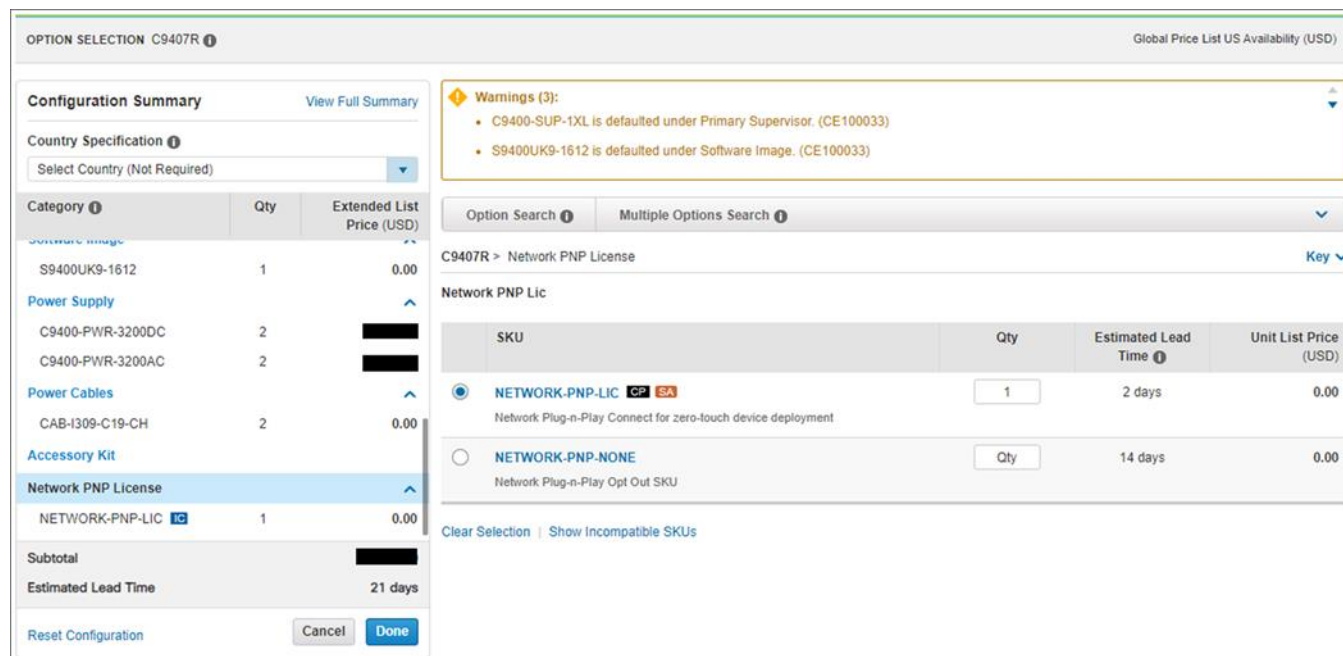 OPTION SELECTION C9407R
Global Price List US Availability (USD)
Configuration Summary
View Full Summary
Country Specification
Select Country (Not Required)
Category
Qty
Extended List
Price (USD)
Software Image
S9400UK9-1612
1
0.00
Power Supply
C9400-PWR-3200DC
2
C9400-PWR-3200AC
2
Power Cables
CAB-I309-C19-CH
2
0.00
Accessory Kit
Network PNP License
NETWORK-PNP-LIC IC
1
0.00
Subtotal
Estimated Lead Time
21 days
Reset Configuration
Cancel
Done
Warnings (3):
• C9400-SUP-1XL is defaulted under Primary Supervisor. (CE100033)
• S9400UK9-1612 is defaulted under Software Image. (CE100033)
Option Search
Multiple Options Search
C9407R > Network PNP License
Key
Network PNP Lic
SKU
Qty
Estimated Lead
Time
Unit List Price
(USD)
NETWORK-PNP-LIC CP SA
1
2 days
0.00
Network Plug-n-Play Connect for zero-touch device deployment
NETWORK-PNP-NONE
Qty
14 days
0.00
Network Plug-n-Play Opt Out SKU
Clear Selection | Show Incompatible SKUs